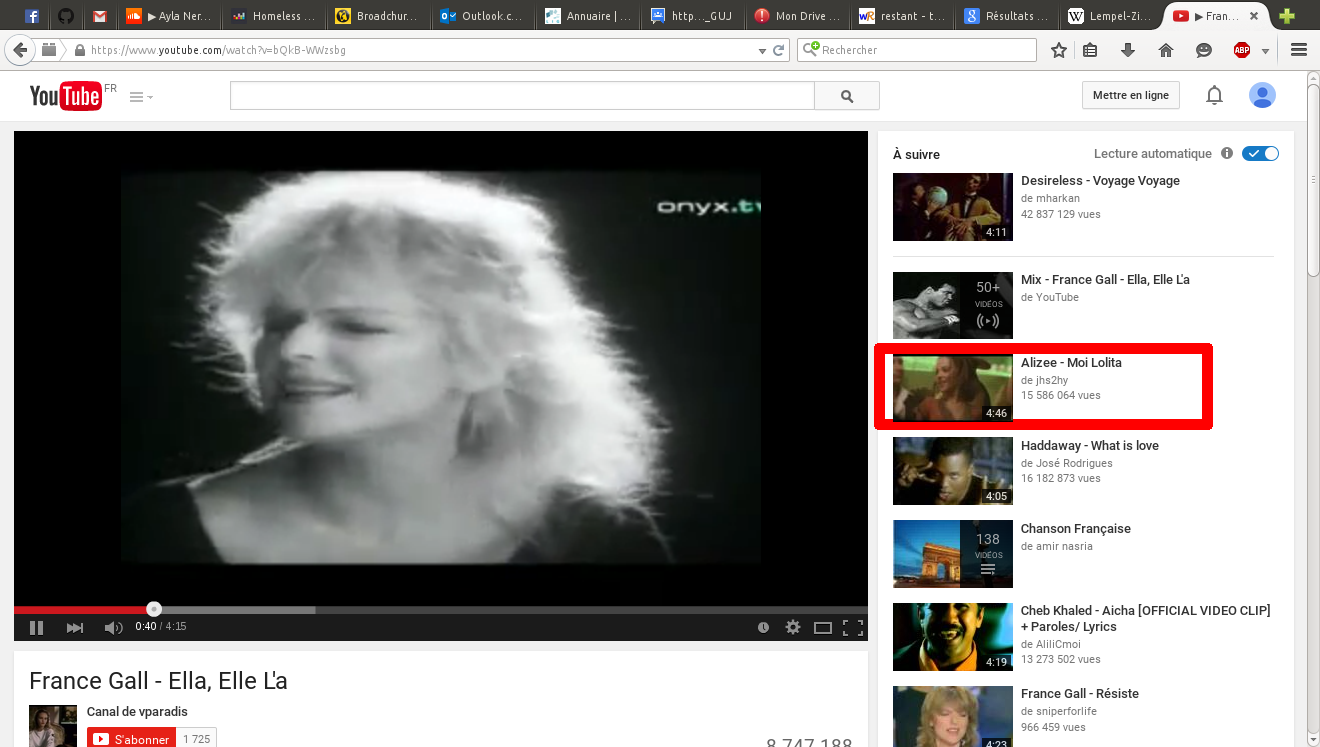 ▶ Ayla Ner...
Homeless ...
Broadchur...
Outlook.c...
Annuaire | ...
http..._GUJ
Mon Drive ...
restant - t...
Résultats ...
Lempel-Zi...
▶ Fran...
https://www.youtube.com/watch?v=bQkB-WWzsbg
Rechercher
ABP
YouTube FR
Mettre en ligne
onyx.tv
0:40 / 4:15
France Gall - Ella, Elle L'a
Canal de vparadis
S'abonner 1 725
8 747 188
À suivre
Lecture automatique
Desireless - Voyage Voyage
de mharkan
42 837 129 vues
4:11
Mix - France Gall - Ella, Elle L'a
de YouTube
50+
VIDÉOS
Alizee - Moi Lolita
de jhs2hy
15 586 064 vues
4:46
Haddaway - What is love
de José Rodrigues
16 182 873 vues
4:05
Chanson Française
de amir nasria
138
VIDÉOS
Cheb Khaled - Aicha [OFFICIAL VIDEO CLIP]
+ Paroles/ Lyrics
de AliliCmoi
13 273 502 vues
4:19
France Gall - Résiste
de sniperforlife
966 459 vues
4:23